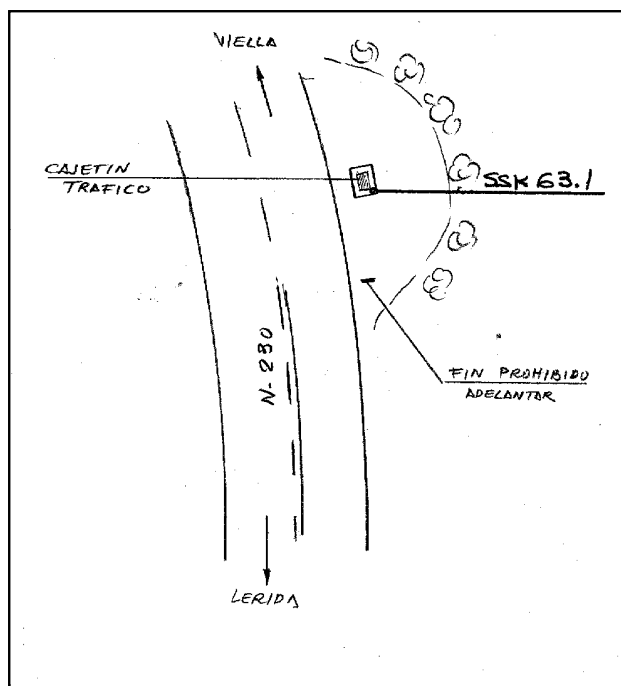 VIELLA
CAJETIN
TRAFICO
SSK 63.1
N-230
FIN PROHIBIDO
ADELANTAR
LERIDA